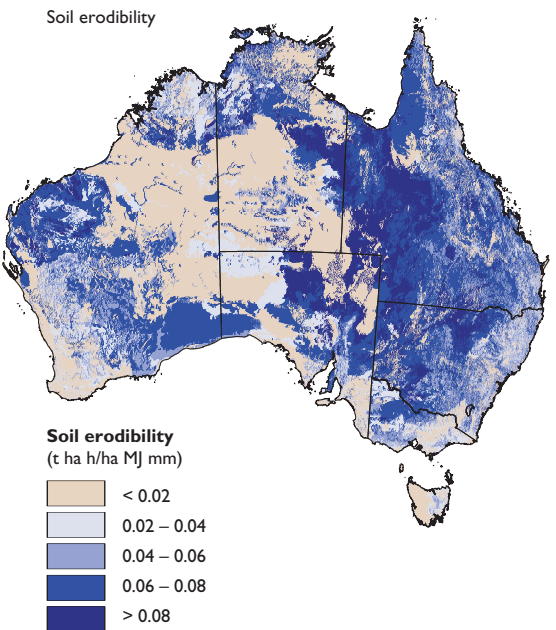 Soil erodibility
Soil erodibility
(t ha h/ha MJ mm)
< 0.02
0.02 – 0.04
0.04 – 0.06
0.06 – 0.08
> 0.08